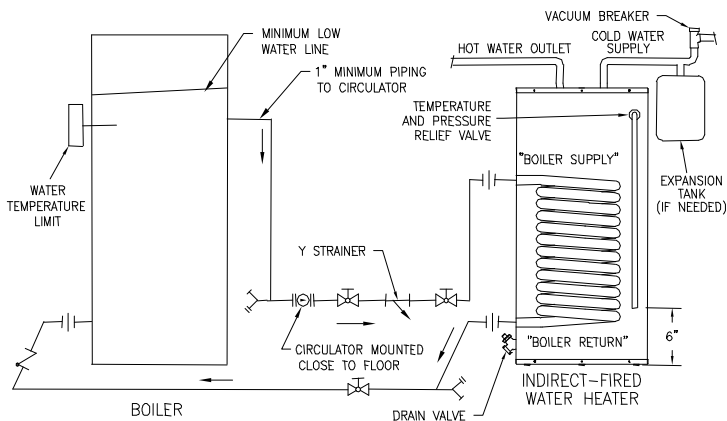 VACUUM BREAKER
MINIMUM LOW
WATER LINE
HOT WATER OUTLET
COLD WATER
SUPPLY
1" MINIMUM PIPING
TO CIRCULATOR
TEMPERATURE
AND PRESSURE
RELIEF VALVE
"BOILER SUPPLY"
EXPANSION
TANK
(IF NEEDED)
WATER
TEMPERATURE
LIMIT
Y STRAINER
CIRCULATOR MOUNTED
CLOSE TO FLOOR
"BOILER RETURN"
6"
BOILER
DRAIN VALVE
INDIRECT-FIRED
WATER HEATER